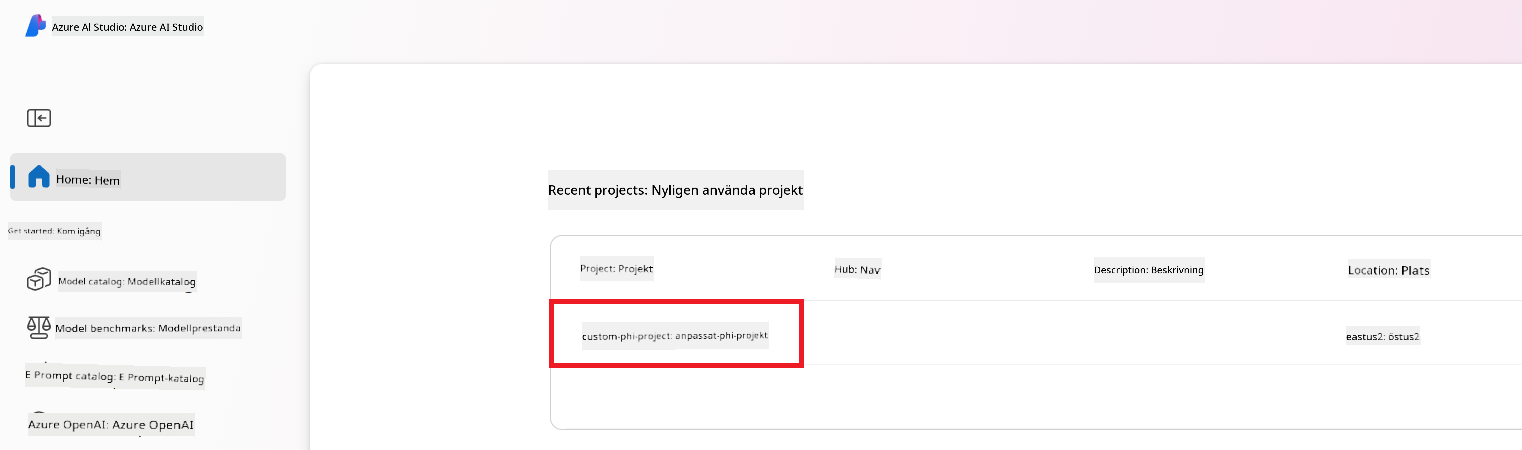 Azure AI Studio: Azure AI Studio
Home: Hem
Get started: Kom igång
Model catalog: Modellkatalog
Model benchmarks: Modellprestanda
E Prompt catalog: E Prompt-katalog
Azure OpenAI: Azure OpenAI
Recent projects: Nyligen använda projekt
Project: Projekt
Hub: Nav
Description: Beskrivning
Location: Plats
custom-phi-project: anpassat-phi-projekt
eastus2: östus2